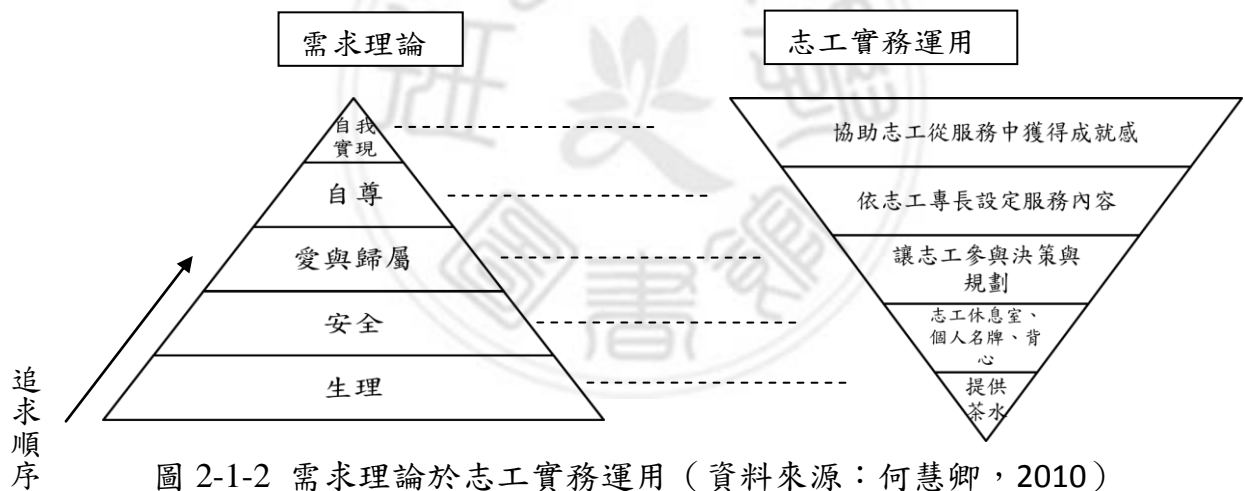 需求理論
志工實務運用
自我
實現
自尊
愛與歸屬
安全
生理
協助志工從服務中獲得成就感
依志工專長設定服務內容
讓志工參與決策與
規劃
志工休息室、
個人名牌、背
心
提供
茶水
追求順序
圖 2-1-2 需求理論於志工實務運用（資料來源：何慧卿，2010）